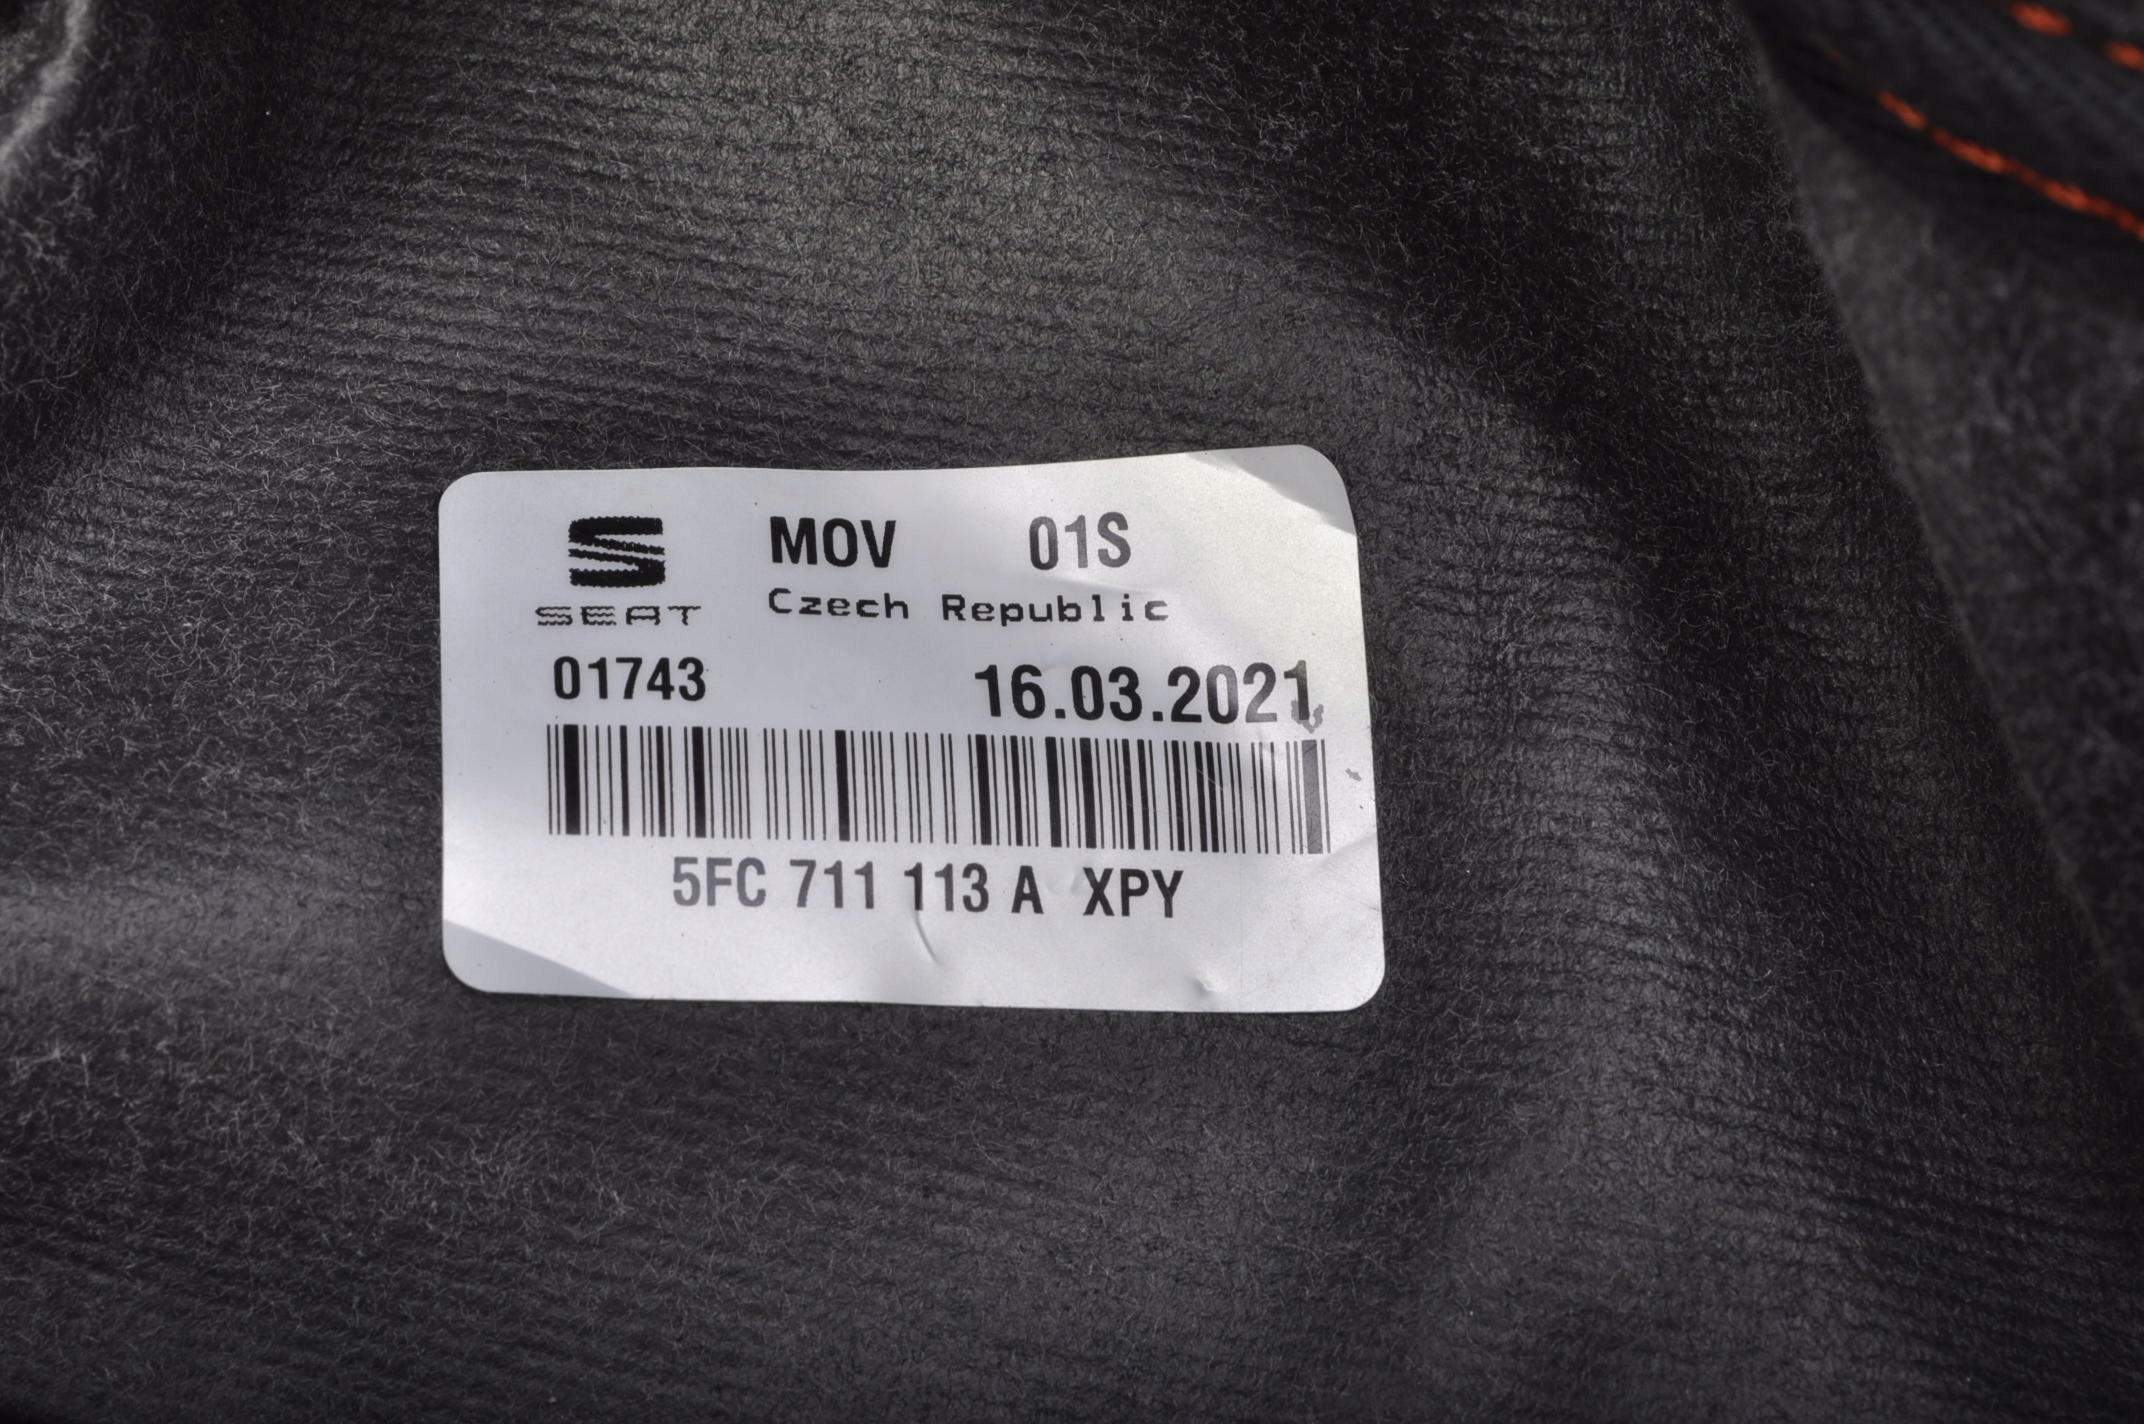 MOV 01S
SEAT Czech Republic
01743 16.03.2021
5FC 711 113 A XPY